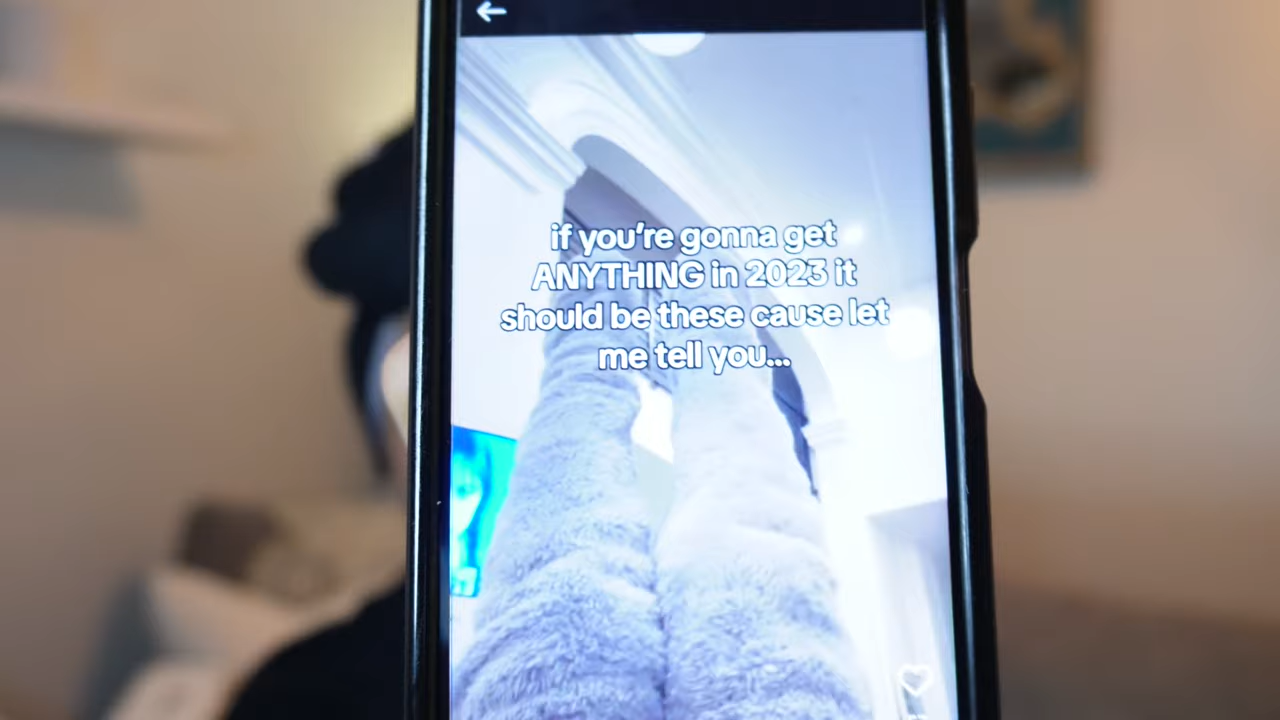 if you're gonna get
ANYTHING in 2023 it
should be these cause let
me tell you...